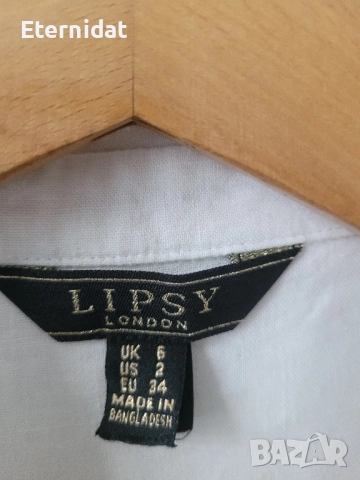 Eternidat
LIPSY
LONDON
UK 6
US 2
EU 34
MADE IN
BANGLADESH
BAZAR